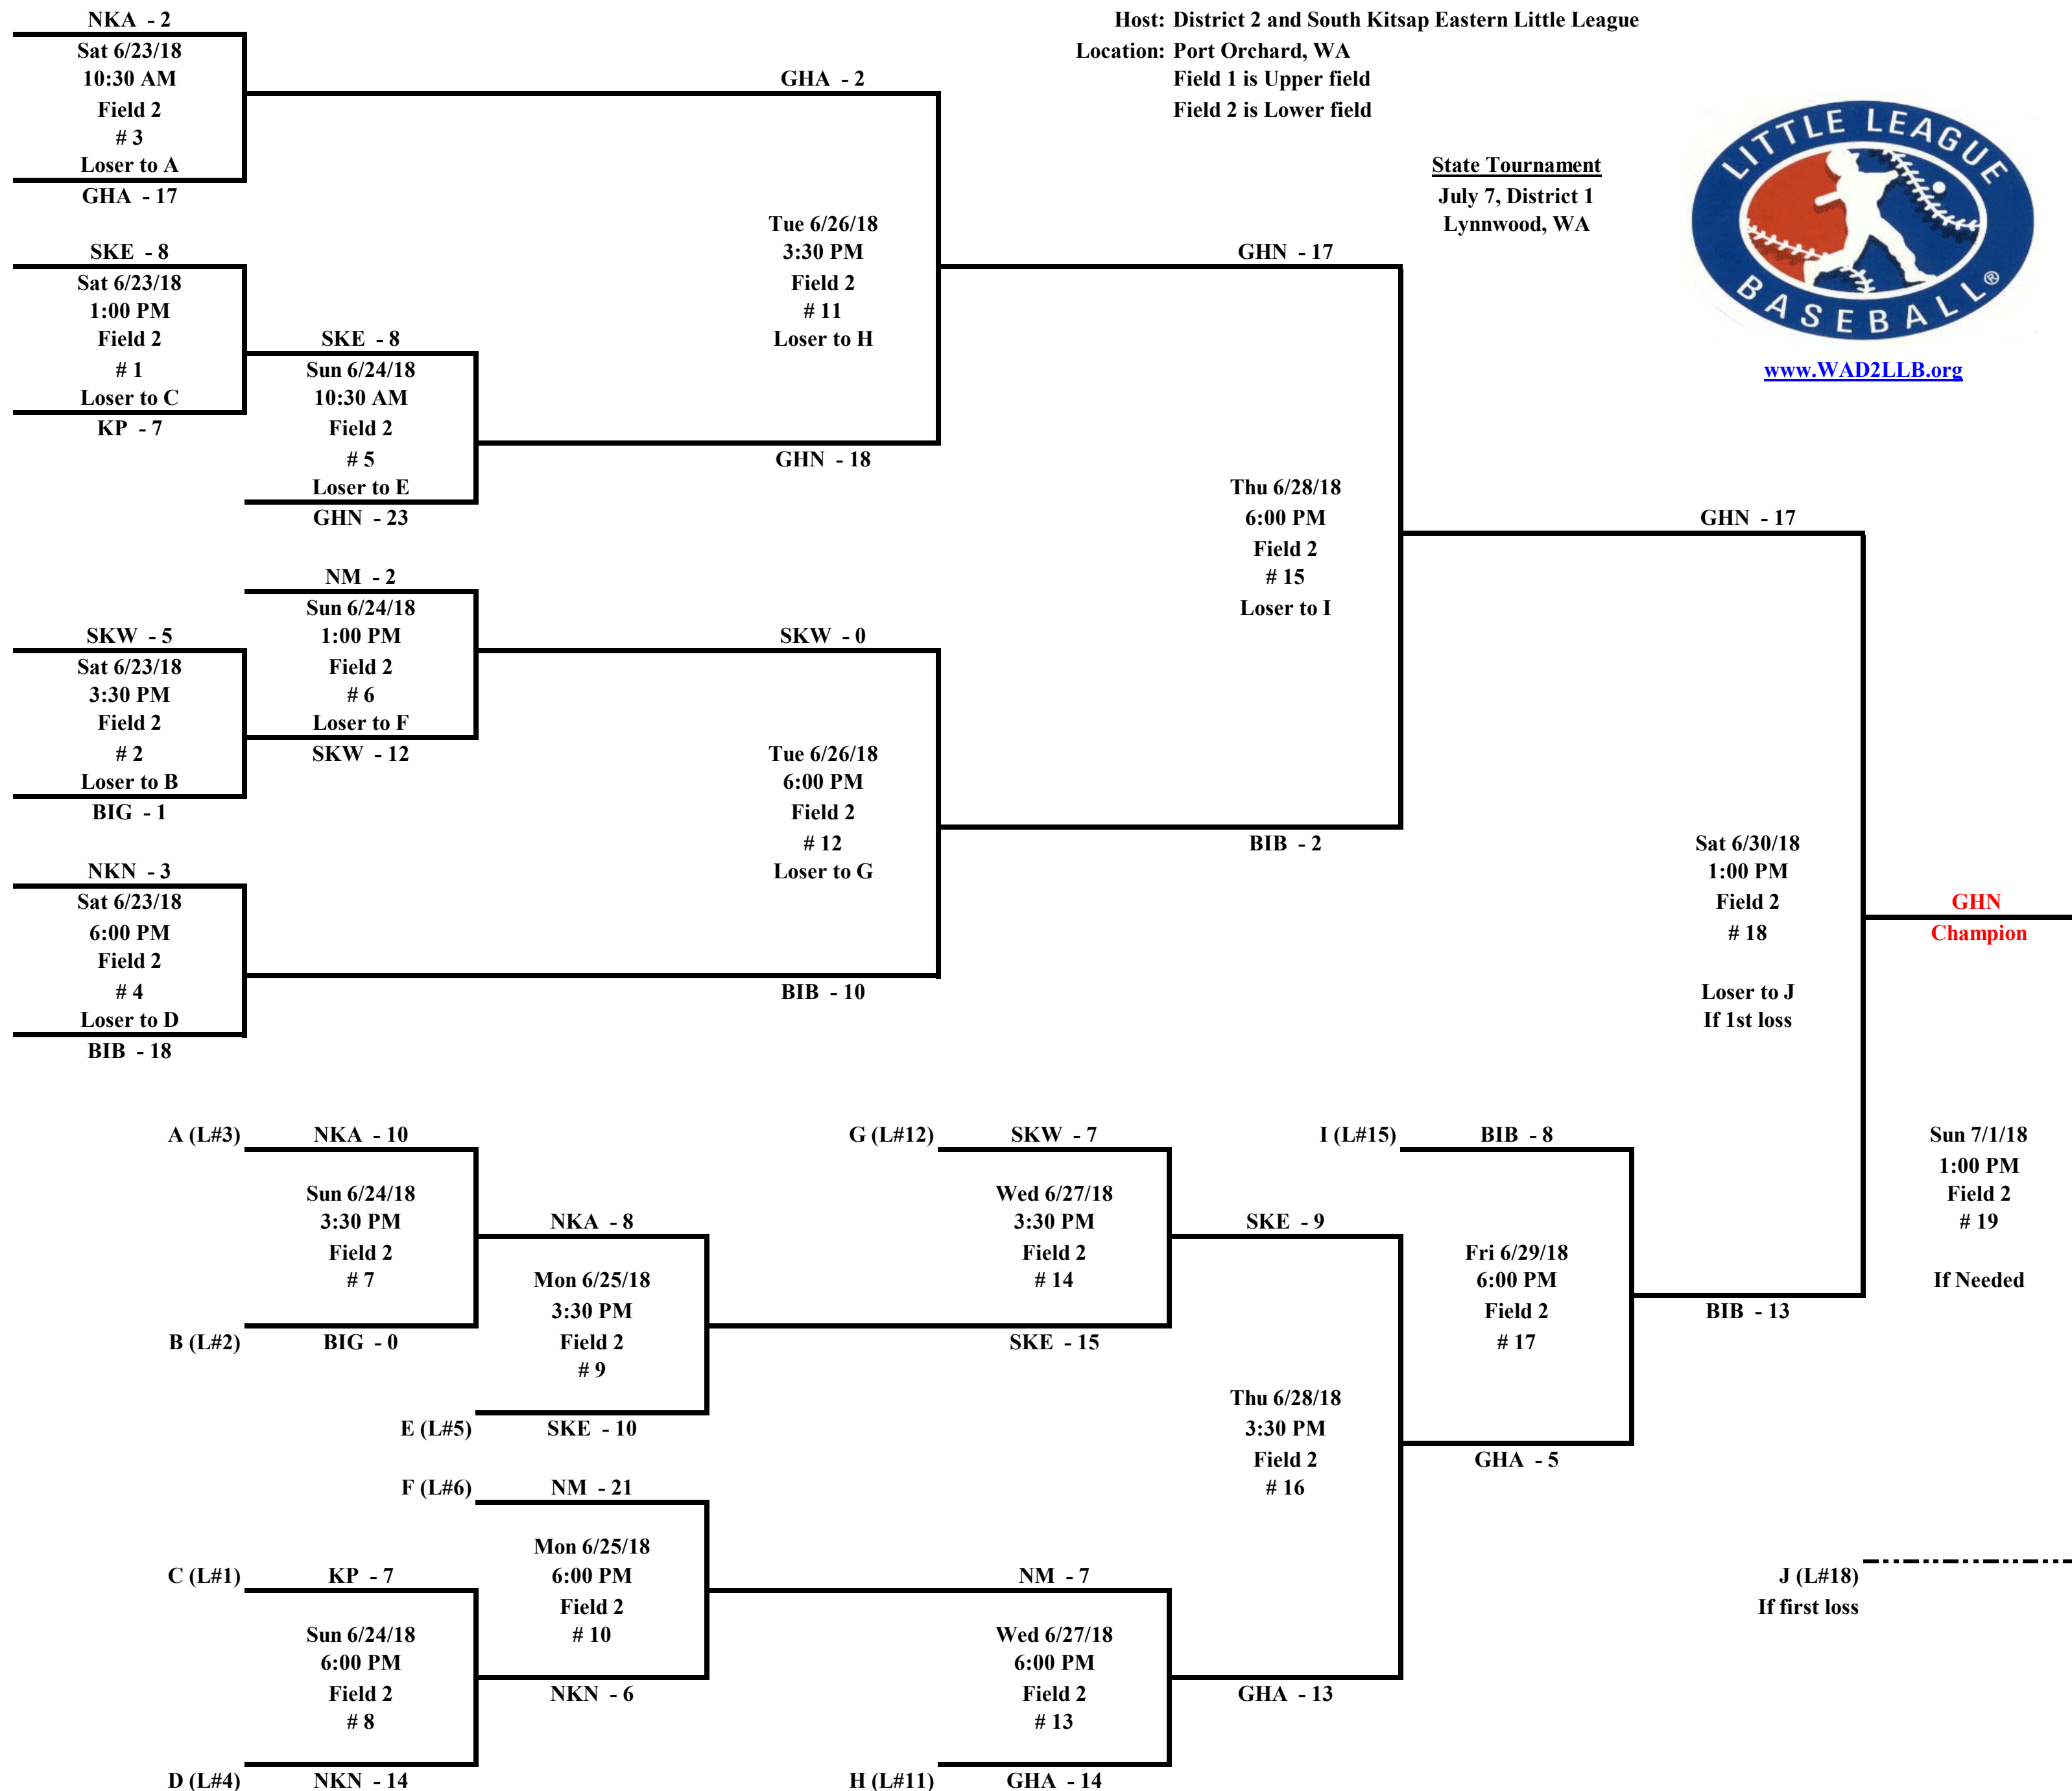 Host: District 2 and South Kitsap Eastern Little League
Location: Port Orchard, WA
Field 1 is Upper field
Field 2 is Lower field
State Tournament
July 7, District 1
Lynnwood, WA
LITTLE LEAGUE
BASEBALL®
www.WAD2LLB.org
NKA - 2
Sat 6/23/18
10:30 AM
Field 2
# 3
Loser to A
GHA - 17
SKE - 8
Sat 6/23/18
1:00 PM
Field 2
# 1
Loser to C
KP - 7
SKE - 8
Sun 6/24/18
10:30 AM
Field 2
# 5
Loser to E
GHN - 23
NM - 2
Sun 6/24/18
1:00 PM
Field 2
# 6
Loser to F
SKW - 12
SKW - 5
Sat 6/23/18
3:30 PM
Field 2
# 2
Loser to B
BIG - 1
NKN - 3
Sat 6/23/18
6:00 PM
Field 2
# 4
Loser to D
BIB - 18
GHA - 2
Tue 6/26/18
3:30 PM
Field 2
# 11
Loser to H
GHN - 18
SKW - 0
Tue 6/26/18
6:00 PM
Field 2
# 12
Loser to G
BIB - 10
GHN - 17
Thu 6/28/18
6:00 PM
Field 2
# 15
Loser to I
BIB - 2
GHN - 17
Sat 6/30/18
1:00 PM
Field 2
# 18
Loser to J
If 1st loss
GHN
Champion
A (L#3)
NKA - 10
Sun 6/24/18
3:30 PM
Field 2
# 7
B (L#2)
BIG - 0
NKA - 8
Mon 6/25/18
3:30 PM
Field 2
# 9
E (L#5)
SKE - 10
F (L#6)
NM - 21
Mon 6/25/18
6:00 PM
Field 2
# 10
NKN - 6
C (L#1)
KP - 7
Sun 6/24/18
6:00 PM
Field 2
# 8
D (L#4)
NKN - 14
G (L#12)
SKW - 7
Wed 6/27/18
3:30 PM
Field 2
# 14
SKE - 15
NM - 7
Wed 6/27/18
6:00 PM
Field 2
# 13
H (L#11)
GHA - 14
SKE - 9
Thu 6/28/18
3:30 PM
Field 2
# 16
GHA - 13
I (L#15)
BIB - 8
Fri 6/29/18
6:00 PM
Field 2
# 17
GHA - 5
BIB - 13
Sun 7/1/18
1:00 PM
Field 2
# 19
If Needed
J (L#18)
If first loss